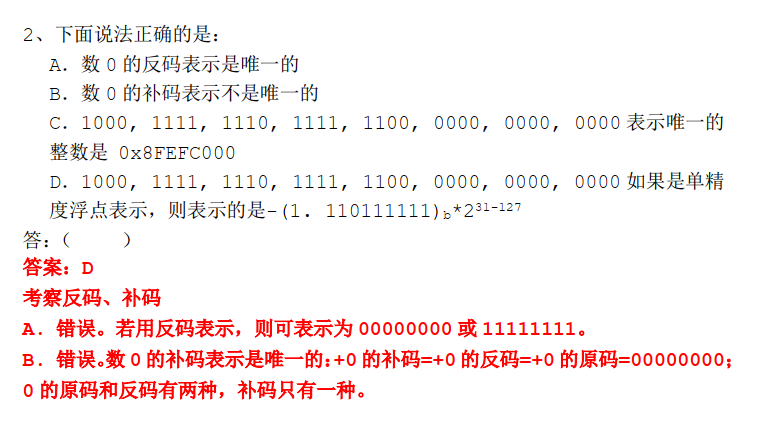 2、下面说法正确的是：
A．数 0 的反码表示是唯一的
B．数 0 的补码表示不是唯一的
C．1000, 1111, 1110, 1111, 1100, 0000, 0000, 0000 表示唯一的
整数是 0x8FEFC000
D．1000, 1111, 1110, 1111, 1100, 0000, 0000, 0000 如果是单精
度浮点表示，则表示的是-(1. 110111111)b*2^31-127
答：（ ）
答案：D
考察反码、补码
A．错误。若用反码表示，则可表示为 00000000 或 11111111。
B．错误。数 0 的补码表示是唯一的：+0 的补码=+0 的反码=+0 的原码=00000000；
0 的原码和反码有两种，补码只有一种。